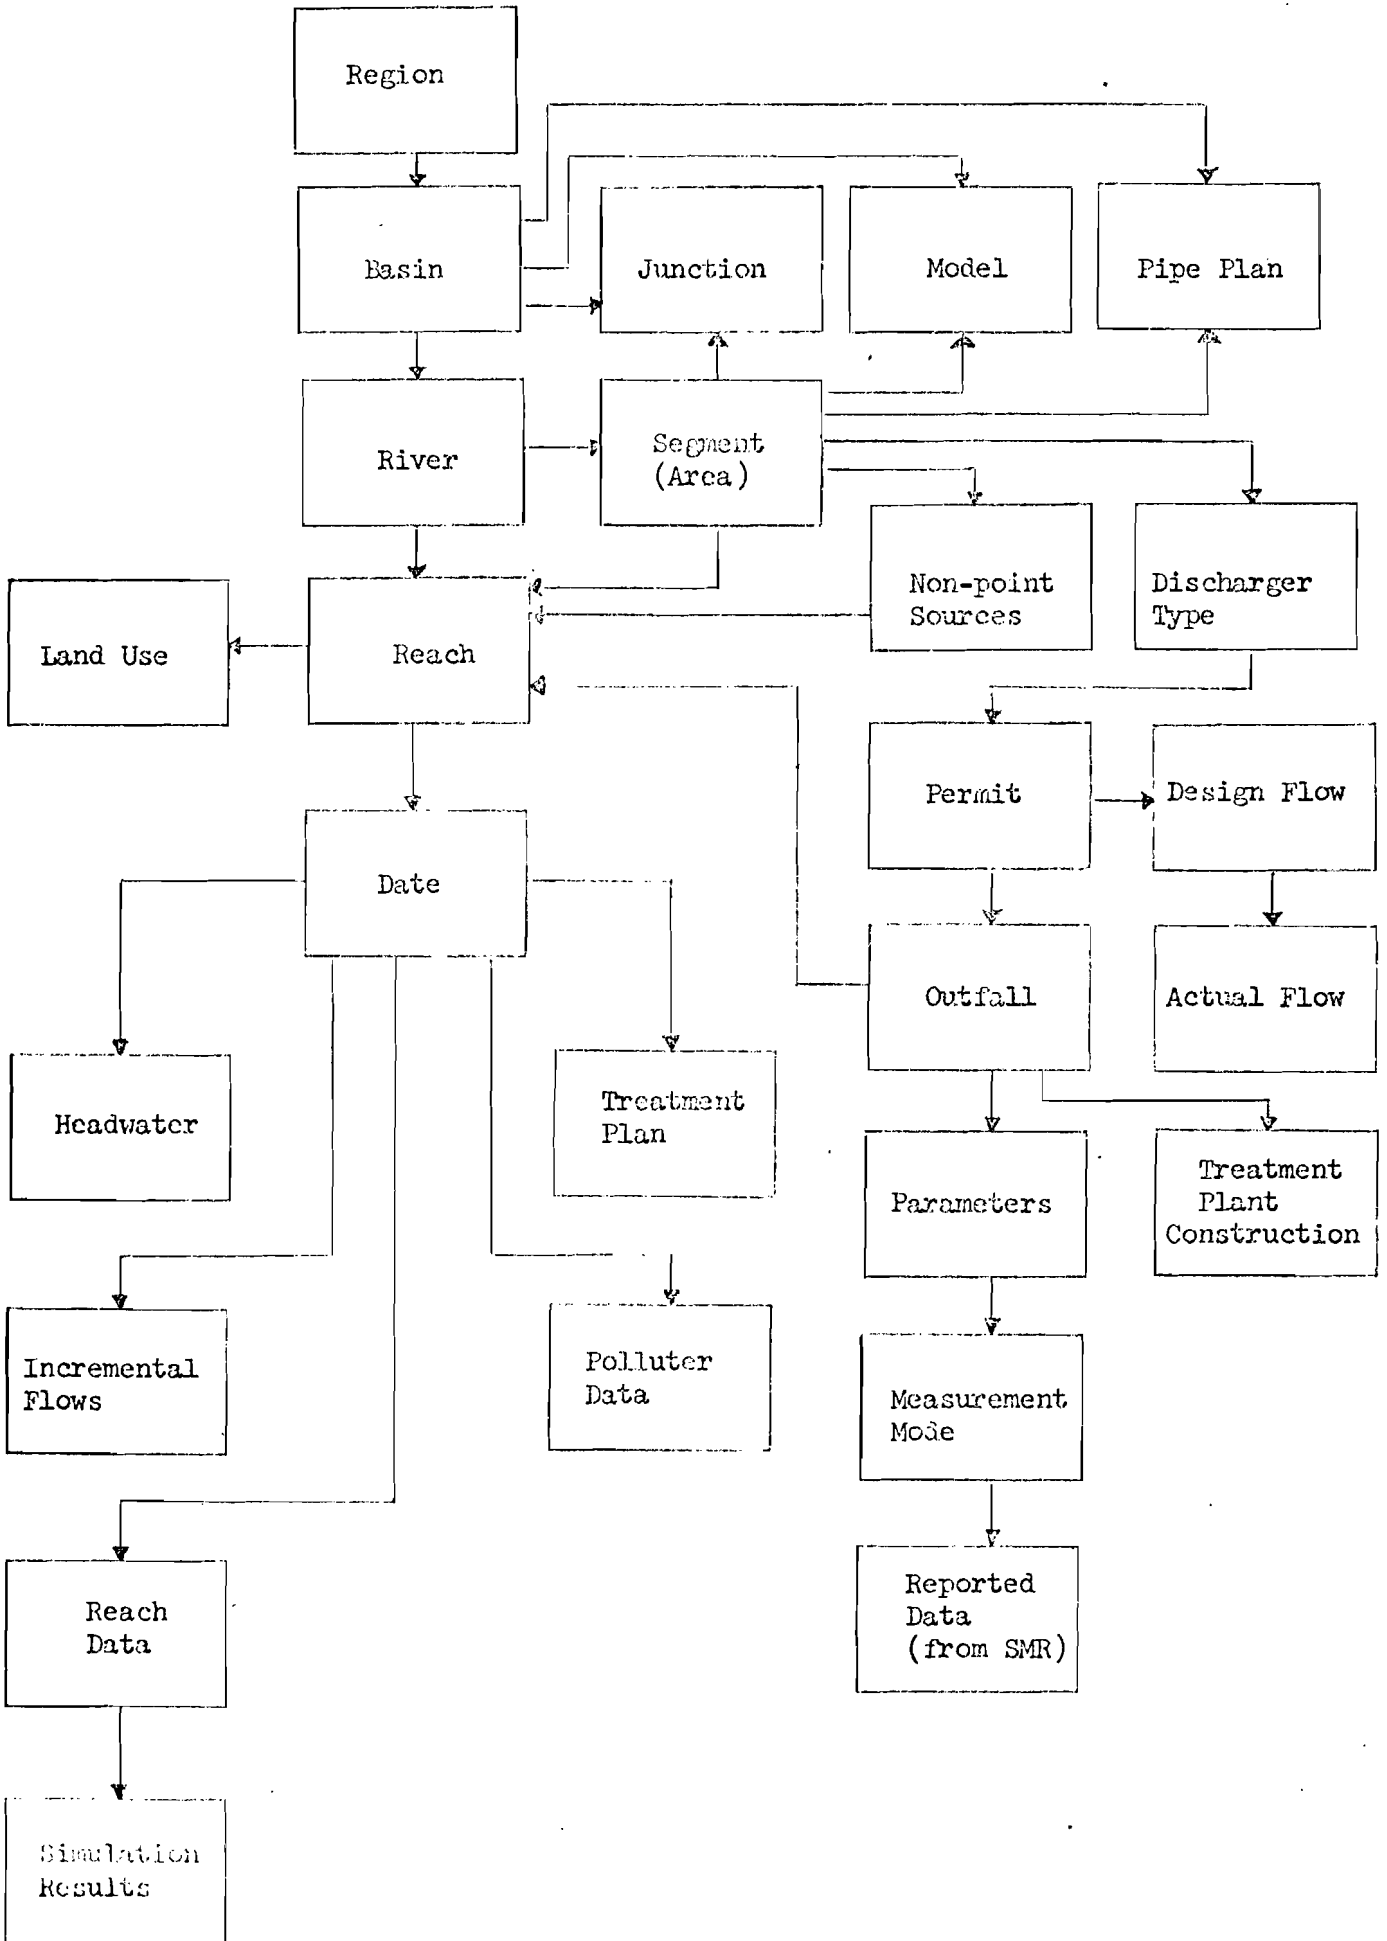 Region
Basin
Junction
Model
Pipe Plan
River
Segment
(Area)
Land Use
Reach
Non-point
Sources
Discharger
Type
Permit
Design Flow
Date
Outfall
Actual Flow
Headwater
Treatment
Plan
Parameters
Treatment
Plant
Construction
Incremental
Flows
Polluter
Data
Measurement
Mode
Reach
Data
Reported
Data
(from SMR)
Simulation
Results